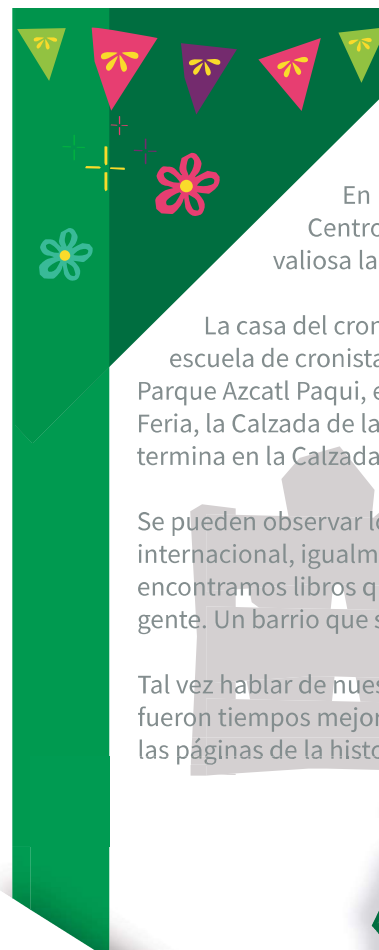 En
Centro
valiosa la
La casa del cron
escuela de cronista
Parque Azcatl Paqui, e
Feria, la Calzada de la
termina en la Calzada
Se pueden observar lo
internacional, igualm
encontramos libros q
gente. Un barrio que s
Tal vez hablar de nues
fueron tiempos mejor
las páginas de la histo